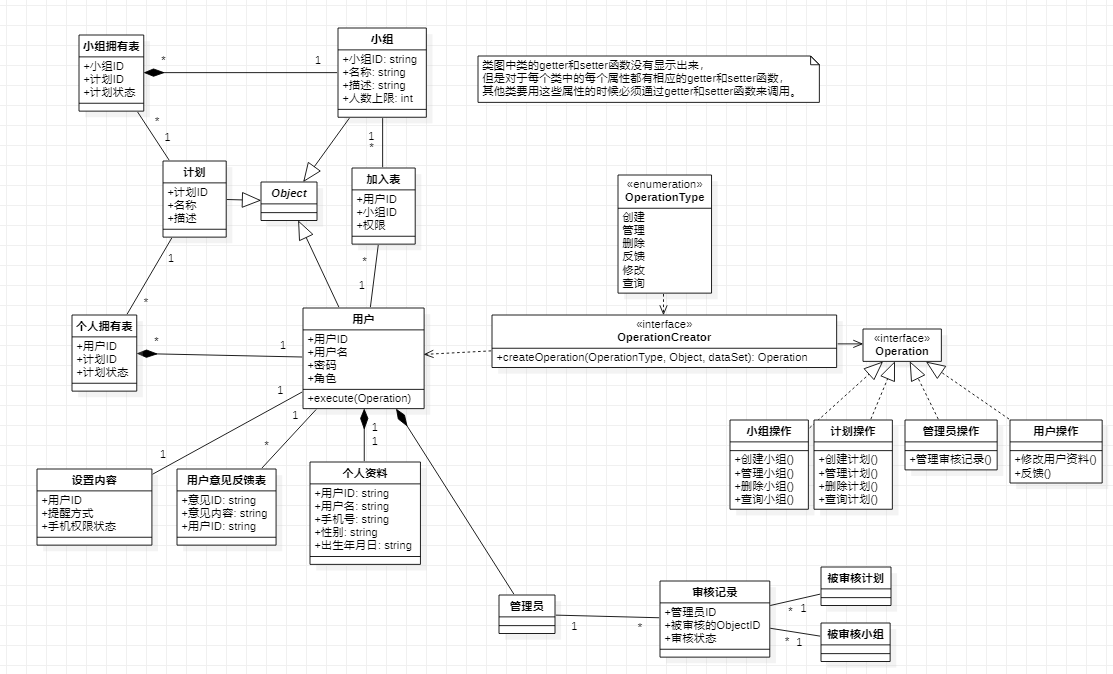 小组拥有表
+小组ID
+计划ID
+计划状态
*
1
小组
+小组ID: string
+名称: string
+描述: string
+人数上限: int
类图中类的getter和setter函数没有显示出来，
但是对于每个类中的每个属性都有相应的getter和setter函数，
其他类要用这些属性的时候必须通过getter和setter函数来调用。
*
1
1
*
计划
+计划ID
+名称
+描述
Object
加入表
+用户ID
+小组ID
+权限
«enumeration»
OperationType
创建
管理
删除
反馈
修改
查询
1
*
*
1
个人拥有表
+用户ID
+计划ID
+计划状态
*
1
用户
+用户ID
+用户名
+密码
+角色
+execute(Operation)
«interface»
OperationCreator
+createOperation(OperationType, Object, dataSet): Operation
«interface»
Operation
小组操作
+创建小组()
+管理小组()
+删除小组()
+查询小组()
计划操作
+创建计划()
+管理计划()
+删除计划()
+查询计划()
管理员操作
+管理审核记录()
用户操作
+修改用户资料()
+反馈()
1
1
1
*
1
1
设置内容
+用户ID
+提醒方式
+手机权限状态
用户意见反馈表
+意见ID: string
+意见内容: string
+用户ID: string
个人资料
+用户ID: string
+用户名: string
+手机号: string
+性别: string
+出生年月日: string
管理员
1
*
审核记录
+管理员ID
+被审核的ObjectID
+审核状态
*
1
被审核计划
*
1
被审核小组